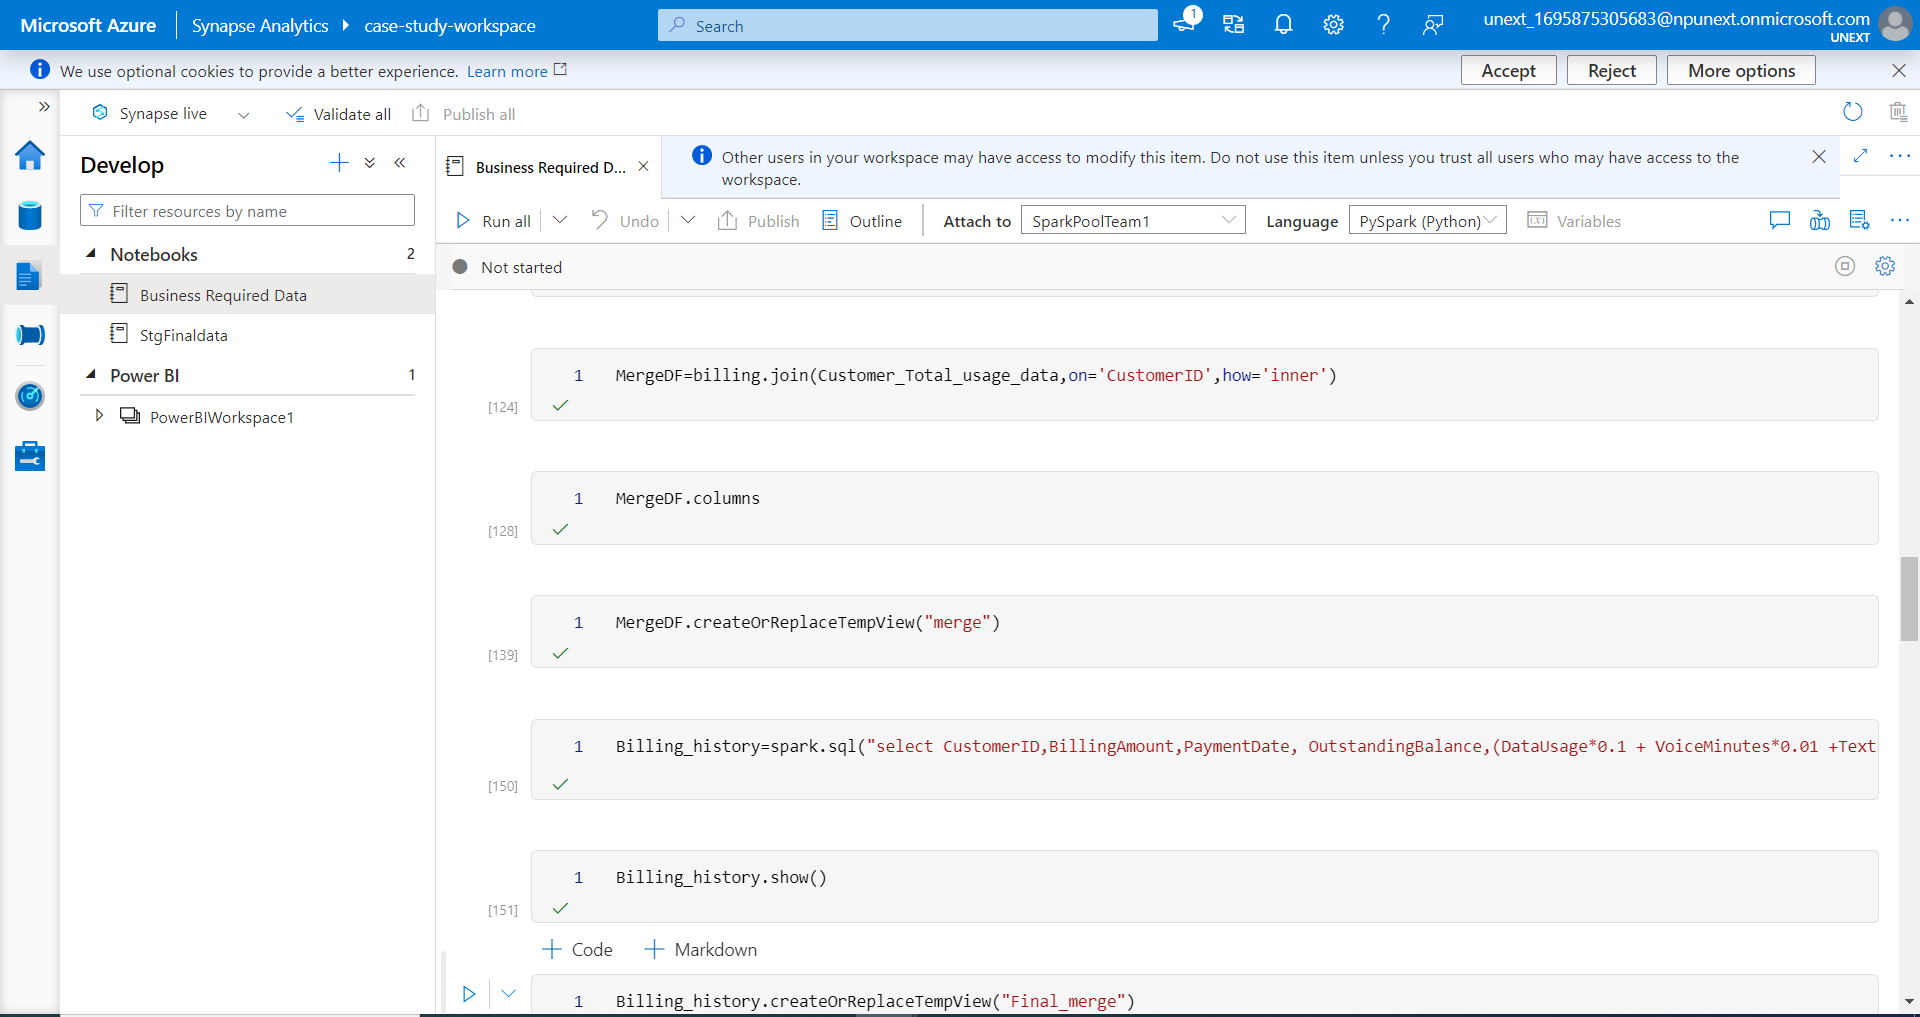 Microsoft Azure
Synapse Analytics
case-study-workspace
Search
1
unext_1695875305683@npunext.onmicrosoft.com
UNEXT
We use optional cookies to provide a better experience. Learn more
Accept
Reject
More options
Synapse live
Validate all
Publish all
Develop
Filter resources by name
Notebooks 2
Business Required Data
StgFinaldata
Power BI 1
PowerBIWorkspace1
Business Required D...
Other users in your workspace may have access to modify this item. Do not use this item unless you trust all users who may have access to the
workspace.
Run all
Undo
Publish
Outline
Attach to
SparkPoolTeam1
Language
PySpark (Python)
Variables
Not started
1 MergeDF=billing.join(Customer_Total_usage_data,on='CustomerID',how='inner')
[124]
1 MergeDF.columns
[128]
1 MergeDF.createOrReplaceTempView("merge")
[139]
1 Billing_history=spark.sql("select CustomerID,BillingAmount,PaymentDate, OutstandingBalance,(DataUsage*0.1 + VoiceMinutes*0.01 +Text
[150]
1 Billing_history.show()
[151]
Code
Markdown
1 Billing_history.createOrReplaceTempView("Final_merge")